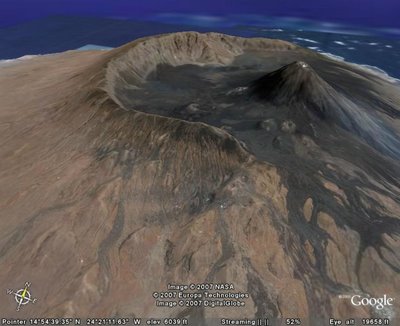 N
Image © 2007 NASA
© 2007 Europa Technologies
Image © 2007 DigitalGlobe
©2007 Google
Pointer 14°54'39.35" N 24°21'11.63" W elev 6039 ft Streaming || || 52% Eye alt 19658 ft